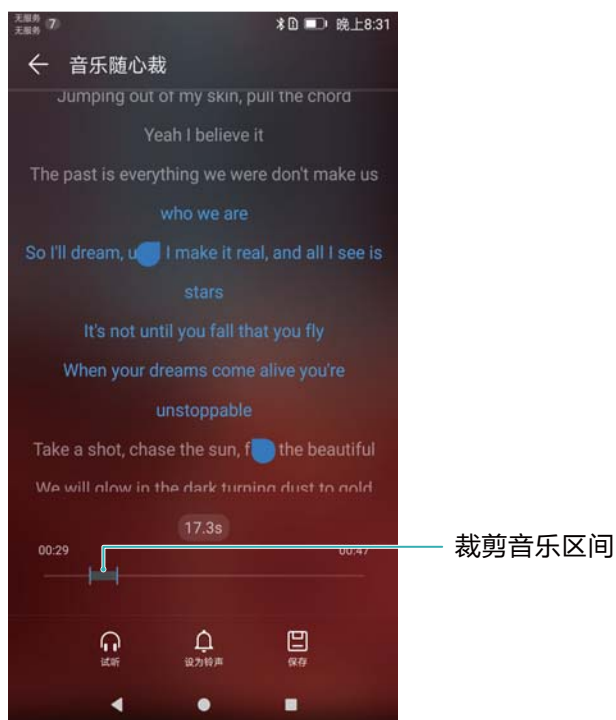 无服务 7
无服务
晚上8:31
音乐随心裁
Jumping out of my skin, pull the chord
Yeah I believe it
The past is everything we were don't make us
who we are
So I'll dream, u I make it real, and all I see is
stars
It's not until you fall that you fly
When your dreams come alive you're
unstoppable
Take a shot, chase the sun, f the beautiful
We will glow in the dark turning dust to gold
17.3s
00:29
00:47
裁剪音乐区间
试听
设为铃声
保存